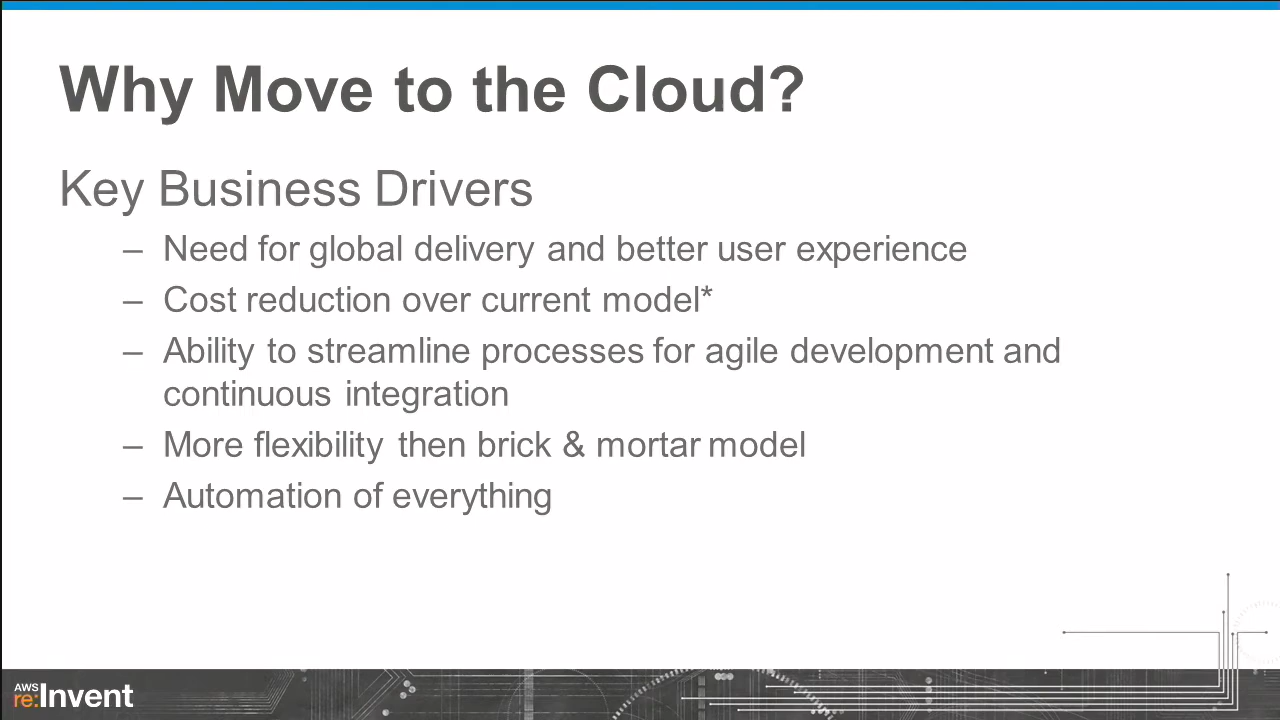 Why Move to the Cloud?
Key Business Drivers
– Need for global delivery and better user experience
– Cost reduction over current model*
– Ability to streamline processes for agile development and
continuous integration
– More flexibility then brick & mortar model
– Automation of everything
AWS
re:Invent